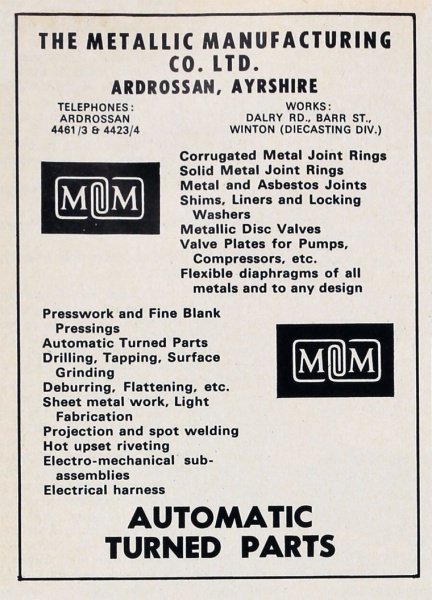 THE METALLIC MANUFACTURING
CO. LTD.
ARDROSSAN, AYRSHIRE
TELEPHONES:
ARDROSSAN
4461/3 & 4423/4
WORKS:
DALRY RD., BARR ST.,
WINTON (DIECASTING DIV.)
MM
Corrugated Metal Joint Rings
Solid Metal Joint Rings
Metal and Asbestos Joints
Shims, Liners and Locking
Washers
Metallic Disc Valves
Valve Plates for Pumps,
Compressors, etc.
Flexible diaphragms of all
metals and to any design
Presswork and Fine Blank
Pressings
Automatic Turned Parts
Drilling, Tapping, Surface
Grinding
Deburring, Flattening, etc.
Sheet metal work, Light
Fabrication
Projection and spot welding
Hot upset riveting
Electro-mechanical sub-
assemblies
Electrical harness
MM
AUTOMATIC
TURNED PARTS